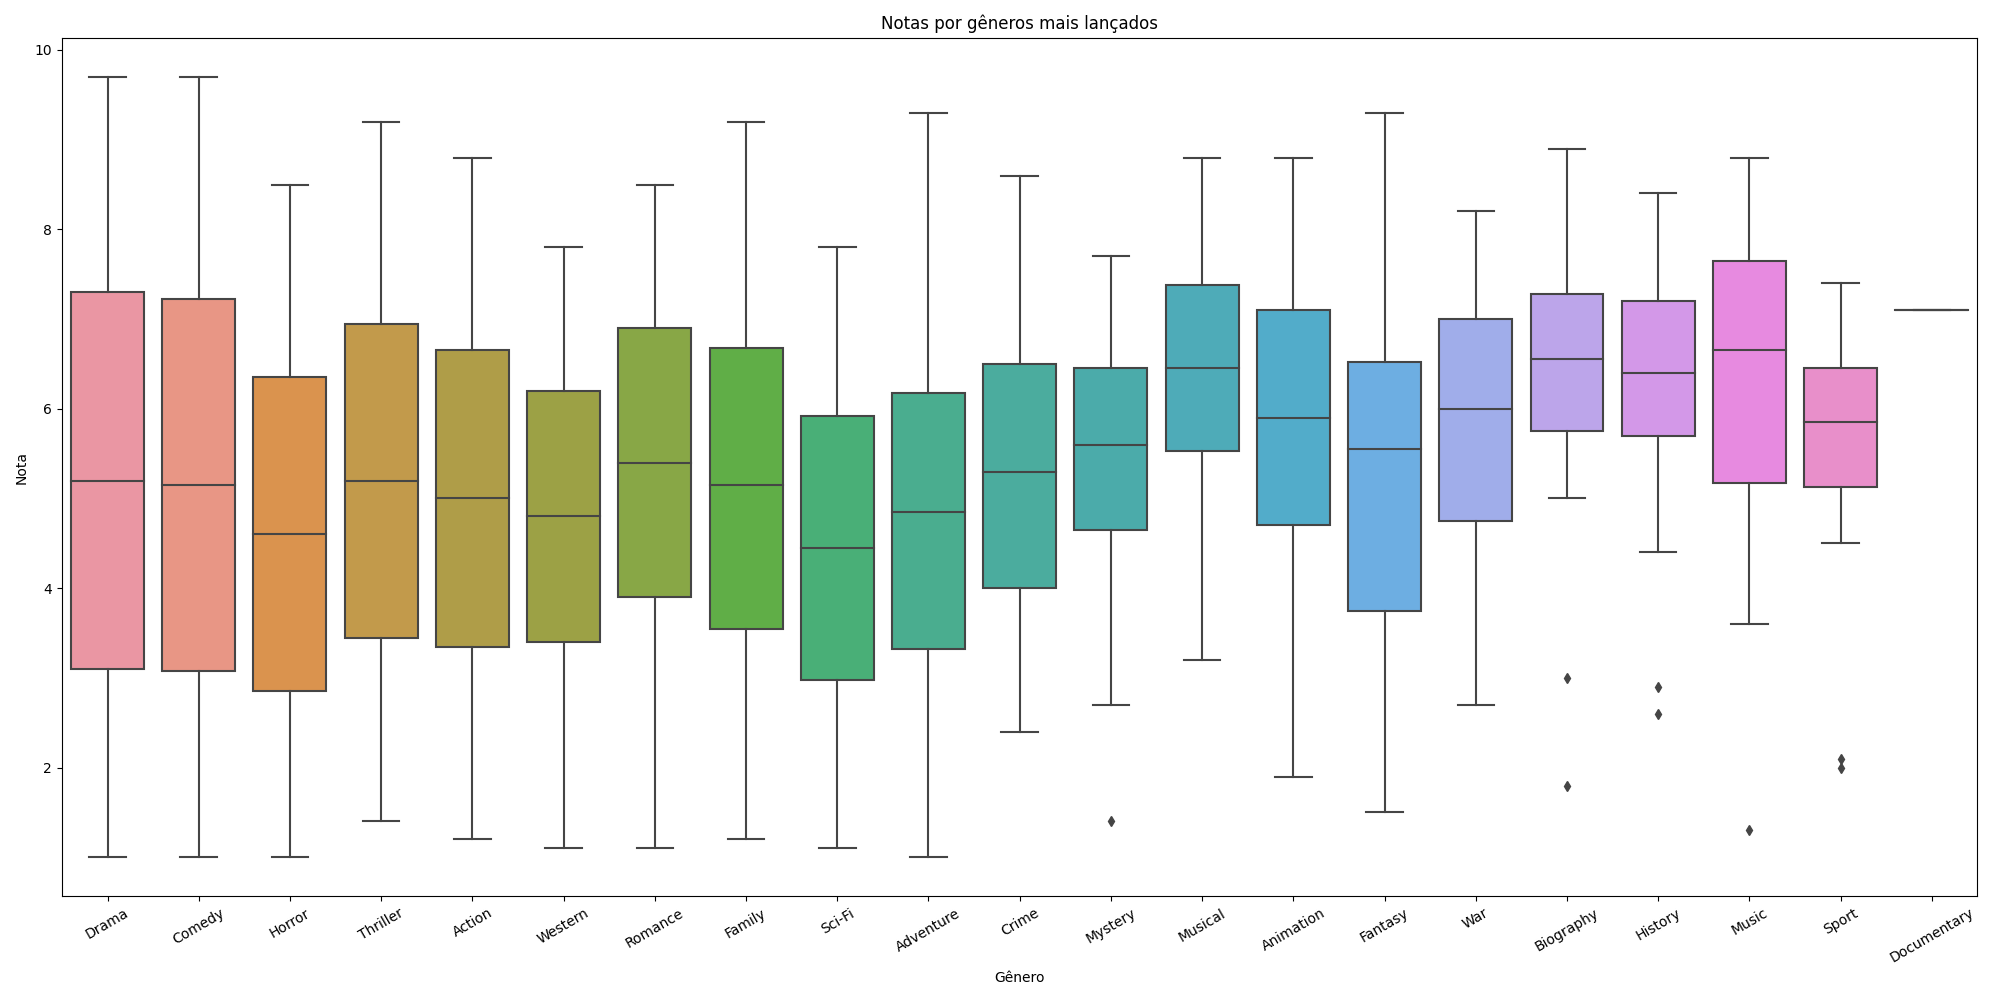 Notas por gêneros mais lançados
10
8
6
4
2
Nota
Drama
Comedy
Horror
Thriller
Action
Western
Romance
Family
Sci-Fi
Adventure
Crime
Mystery
Musical
Animation
Fantasy
War
Biography
History
Music
Sport
Documentary
Gênero